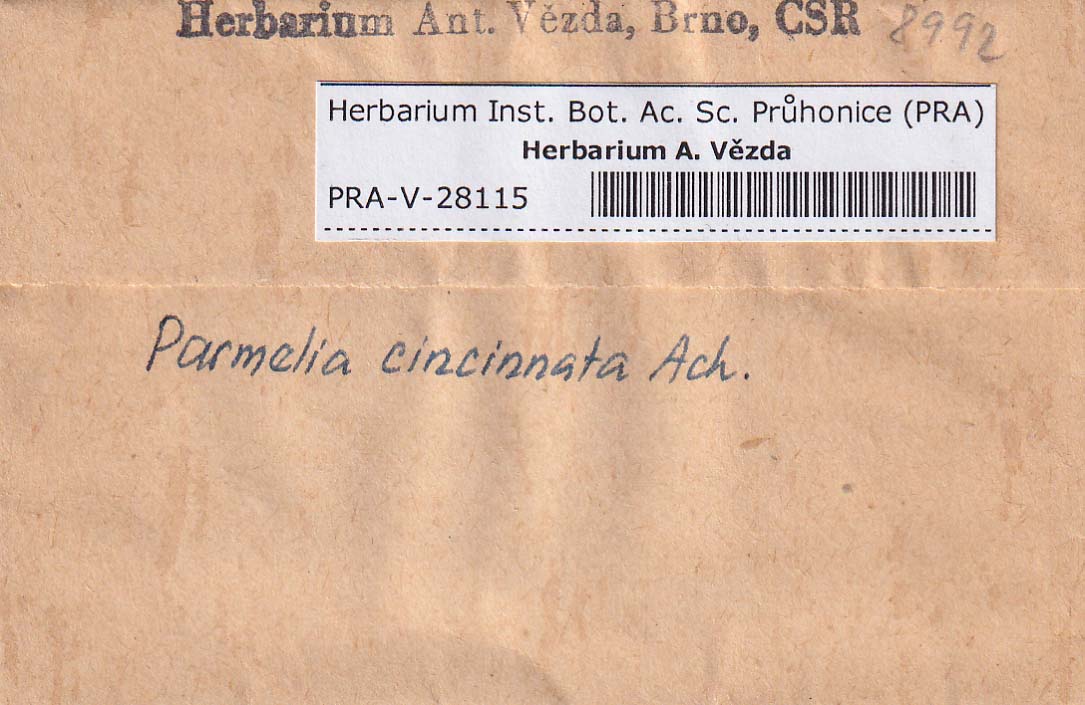 Herbarium Ant. Vězda, Brno, ČSR 8992
Herbarium Inst. Bot. Ac. Sc. Průhonice (PRA)
Herbarium A. Vězda
PRA-V-28115
Parmelia cincinnata Ach.